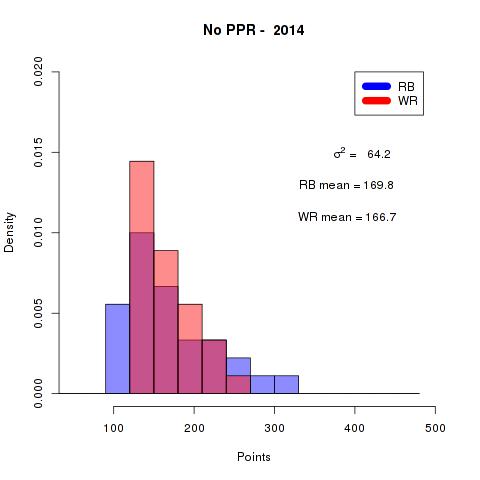 No PPR -  2014
RB
WR
σ² =   64.2
RB mean = 169.8
WR mean = 166.7
Density
0.020
0.015
0.010
0.005
0.000
100 200 300 400 500
Points